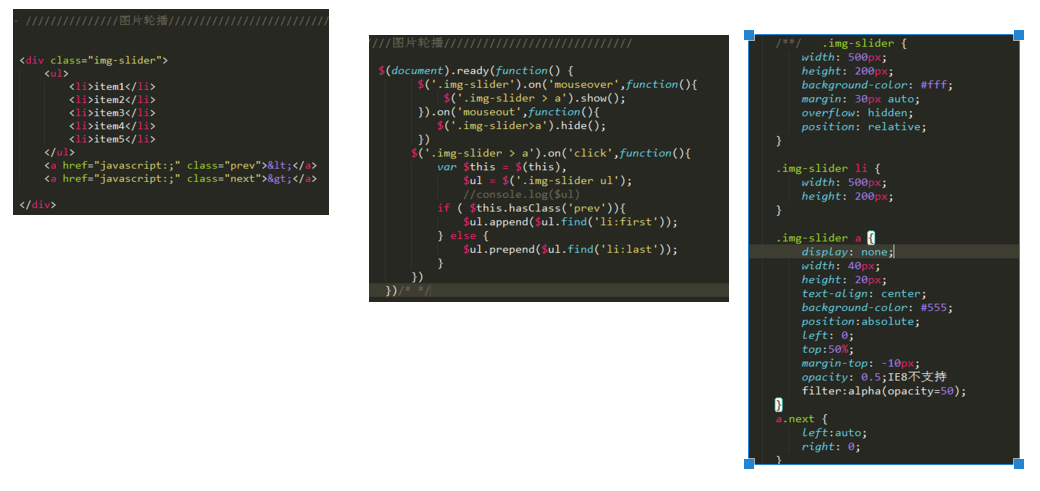 - ///////////////图片轮播//////////////////////////
<div class="img-slider">
<ul>
<li>item1</li>
<li>item2</li>
<li>item3</li>
<li>item4</li>
<li>item5</li>
</ul>
<a href="javascript:;" class="prev">&lt;</a>
<a href="javascript:;" class="next">&gt;</a>
</div>
///图片轮播//////////////////////////////
$(document).ready(function() {
$('.img-slider').on('mouseover',function(){
$('.img-slider > a').show();
}).on('mouseout',function(){
$('.img-slider>a').hide();
})
$('.img-slider > a').on('click',function(){
var $this = $(this),
$ul = $('.img-slider ul');
//console.log($ul)
if ( $this.hasClass('prev')){
$ul.append($ul.find('li:first'));
} else {
$ul.prepend($ul.find('li:last'));
}
})
})/* */
/**/ .img-slider {
width: 500px;
height: 200px;
background-color: #fff;
margin: 30px auto;
overflow: hidden;
position: relative;
}
.img-slider li {
width: 500px;
height: 200px;
}
.img-slider a {
display: none;
width: 40px;
height: 20px;
text-align: center;
background-color: #555;
position:absolute;
left: 0;
top:50%;
margin-top: -10px;
opacity: 0.5;IE8不支持
filter:alpha(opacity=50);
}
a.next {
left:auto;
right: 0;
}